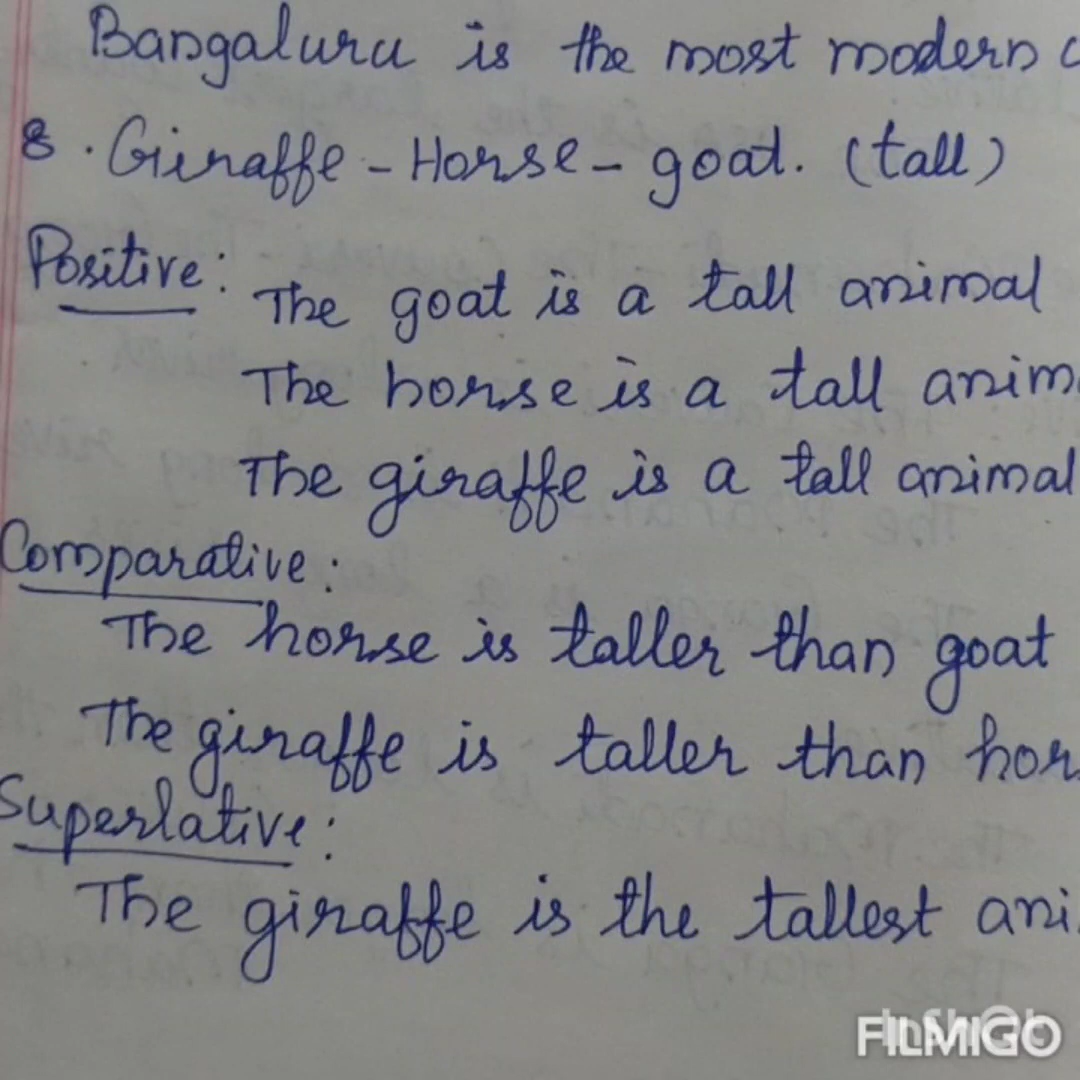 Bangaluru is the most modern c
8. Giraffe - Horse - goat. (tall)
Positive: The goat is a tall animal
The horse is a tall anima
The giraffe is a tall animal
Comparative:
The horse is taller than goat
The giraffe is taller than hor
Superlative:
The giraffe is the tallest ani
FILMIGO